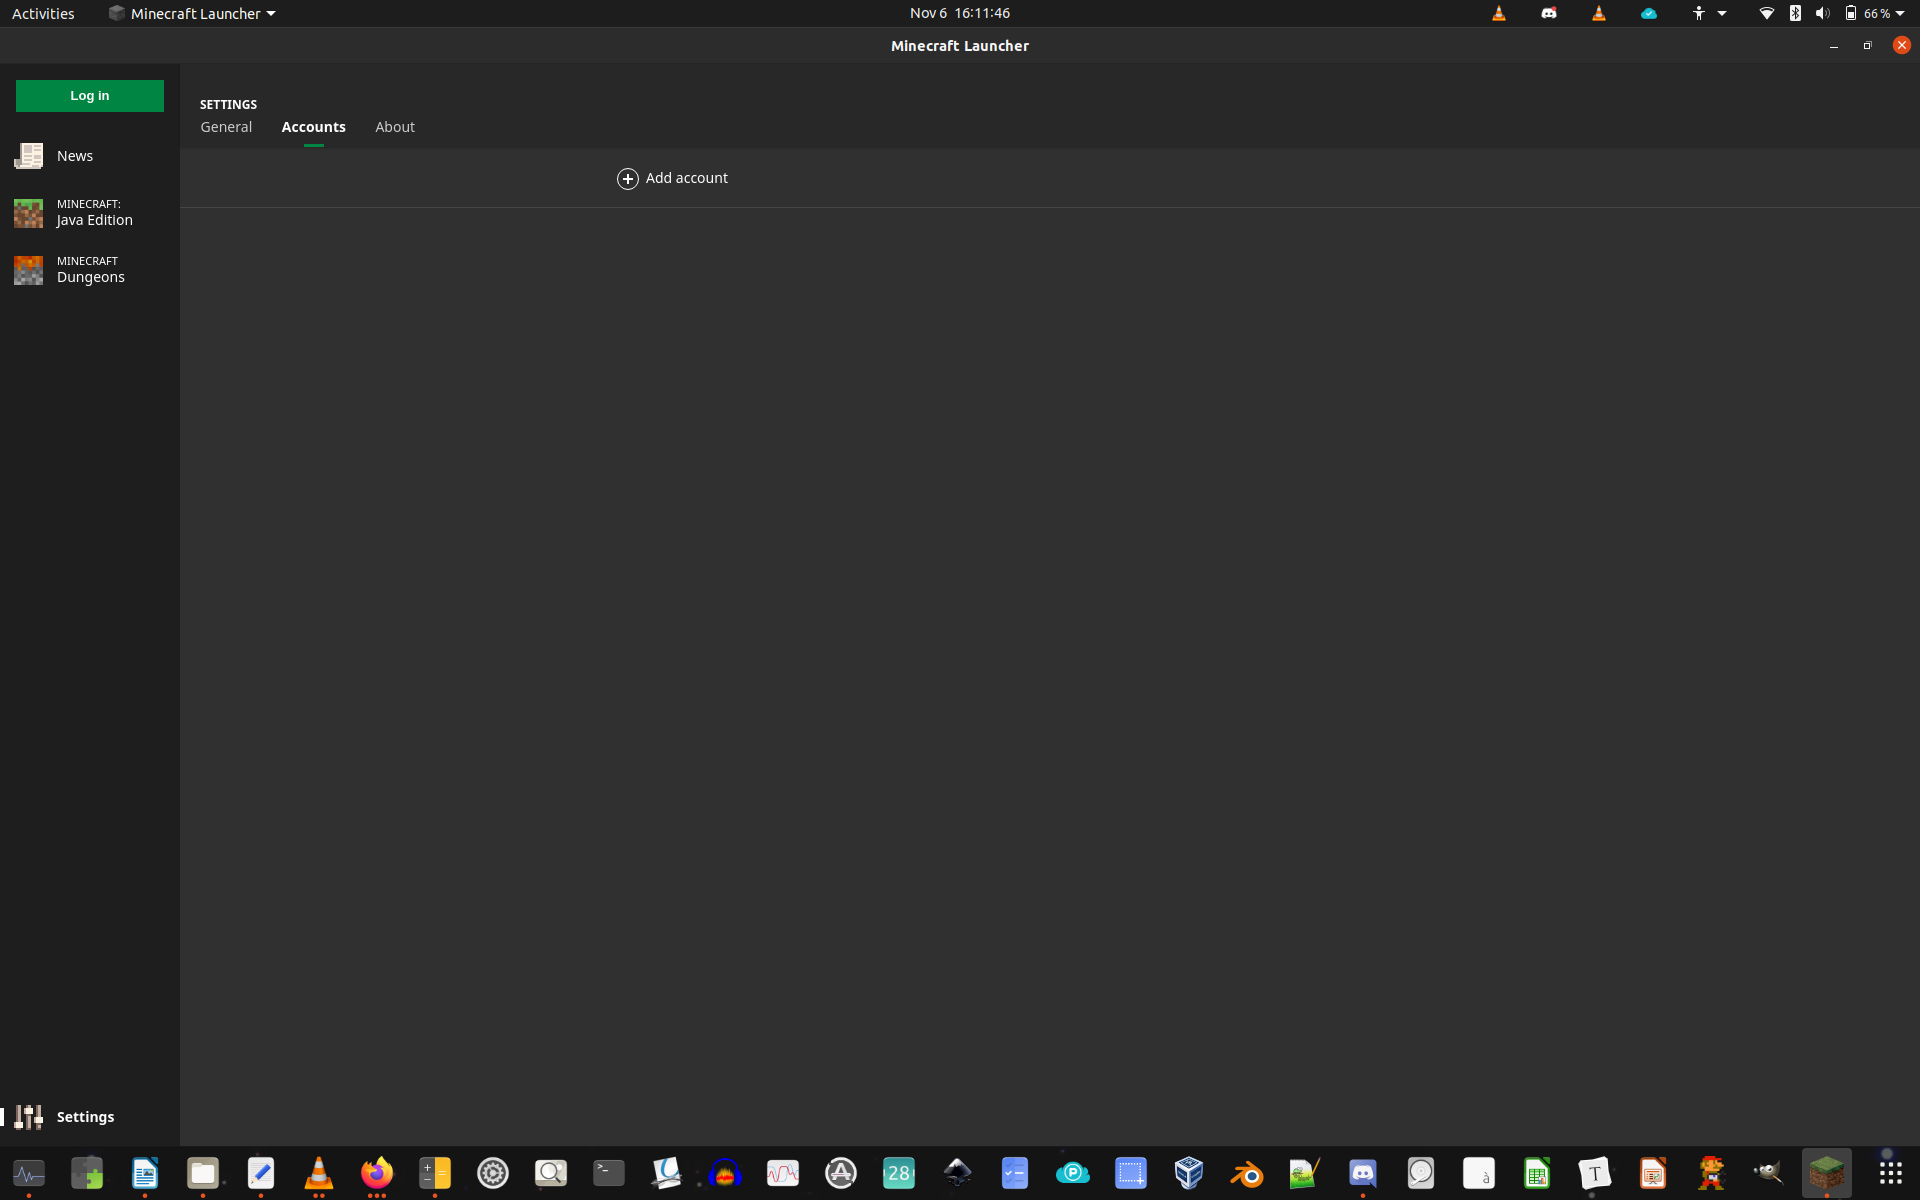 Activities
Minecraft Launcher
Nov 6 16:11:46
66 %
Minecraft Launcher
Log in
SETTINGS
General
Accounts
About
News
Add account
MINECRAFT:
Java Edition
MINECRAFT
Dungeons
Settings
28